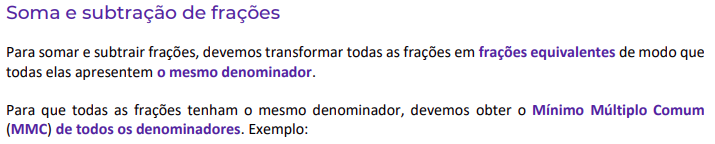 Soma e subtração de frações
Para somar e subtrair frações, devemos transformar todas as frações em frações equivalentes de modo que
todas elas apresentem o mesmo denominador.
Para que todas as frações tenham o mesmo denominador, devemos obter o Mínimo Múltiplo Comum
(MMC) de todos os denominadores. Exemplo: